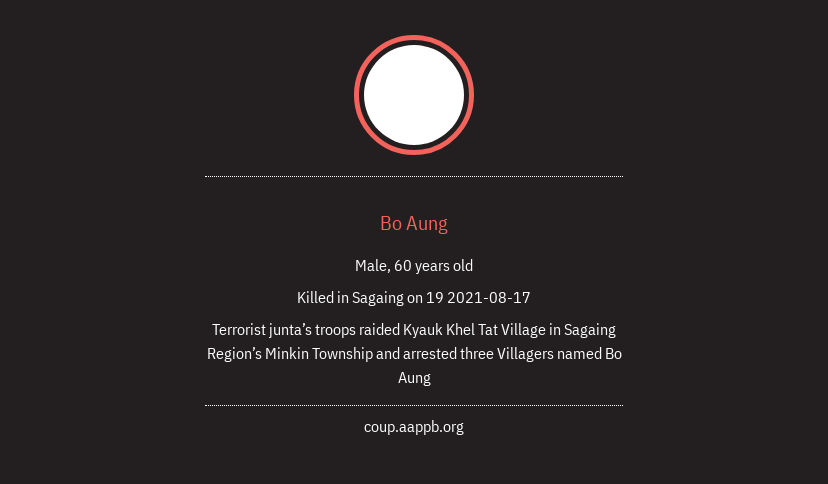 Bo Aung
Male, 60 years old
Killed in Sagaing on 19 2021-08-17
Terrorist junta’s troops raided Kyauk Khel Tat Village in Sagaing
Region’s Minkin Township and arrested three Villagers named Bo
Aung
coup.aappb.org